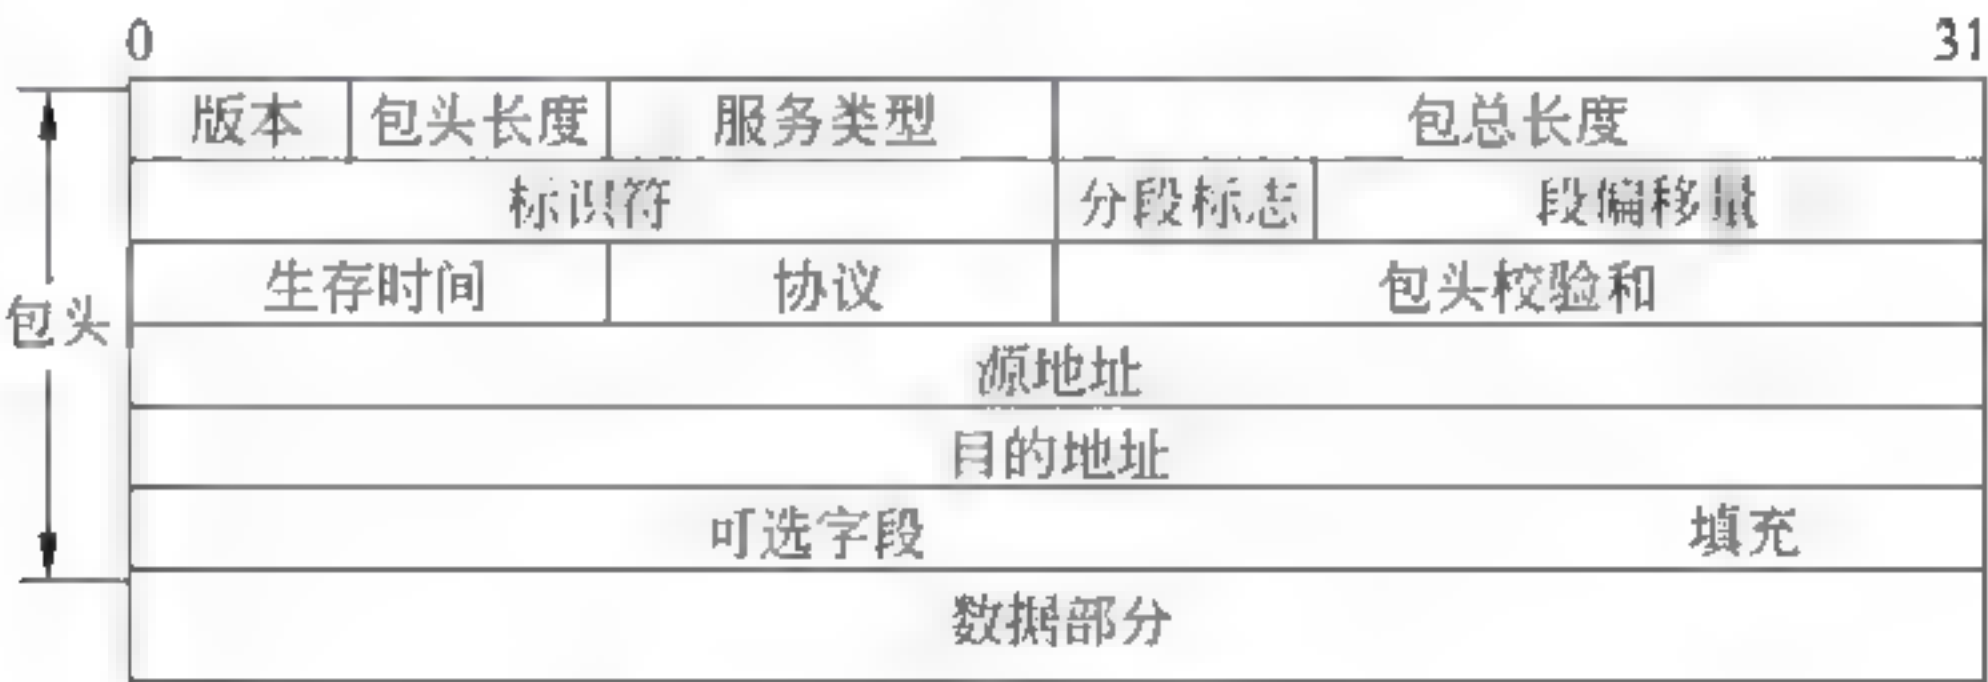 0 31
版本 包头长度 服务类型 包总长度
标识符 分段标志 段偏移量
生存时间 协议 包头校验和
包头
源地址
目的地址
可选字段 填充
数据部分